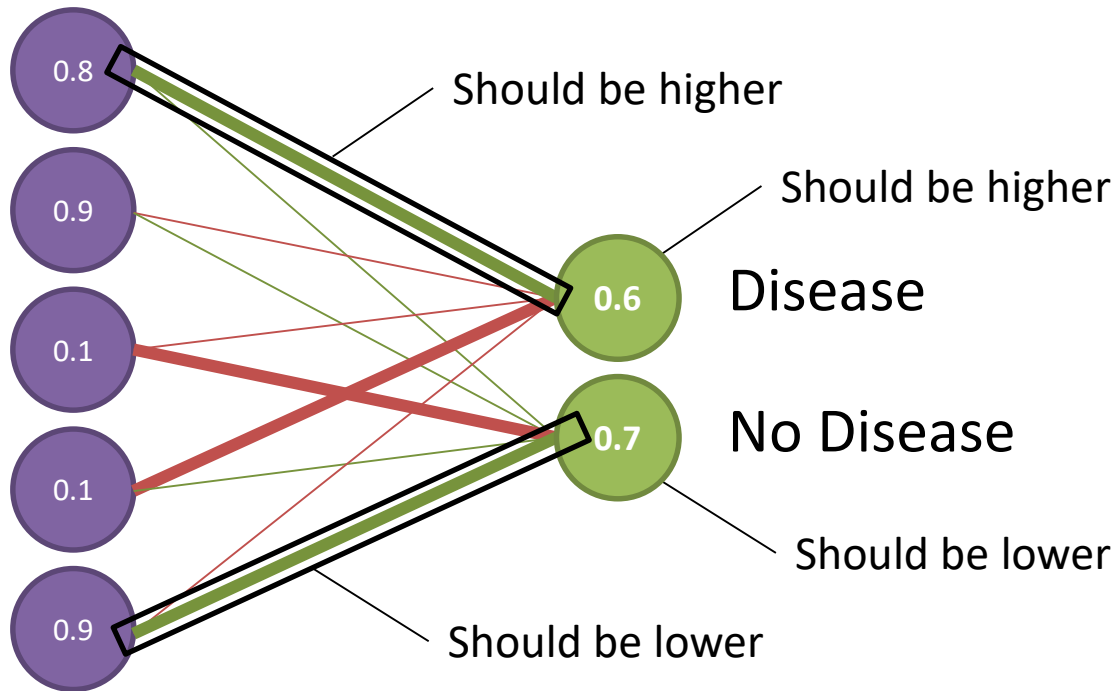 0.8
Should be higher
Should be higher
0.9
0.6
Disease
0.1
0.7
No Disease
0.1
Should be lower
0.9
Should be lower